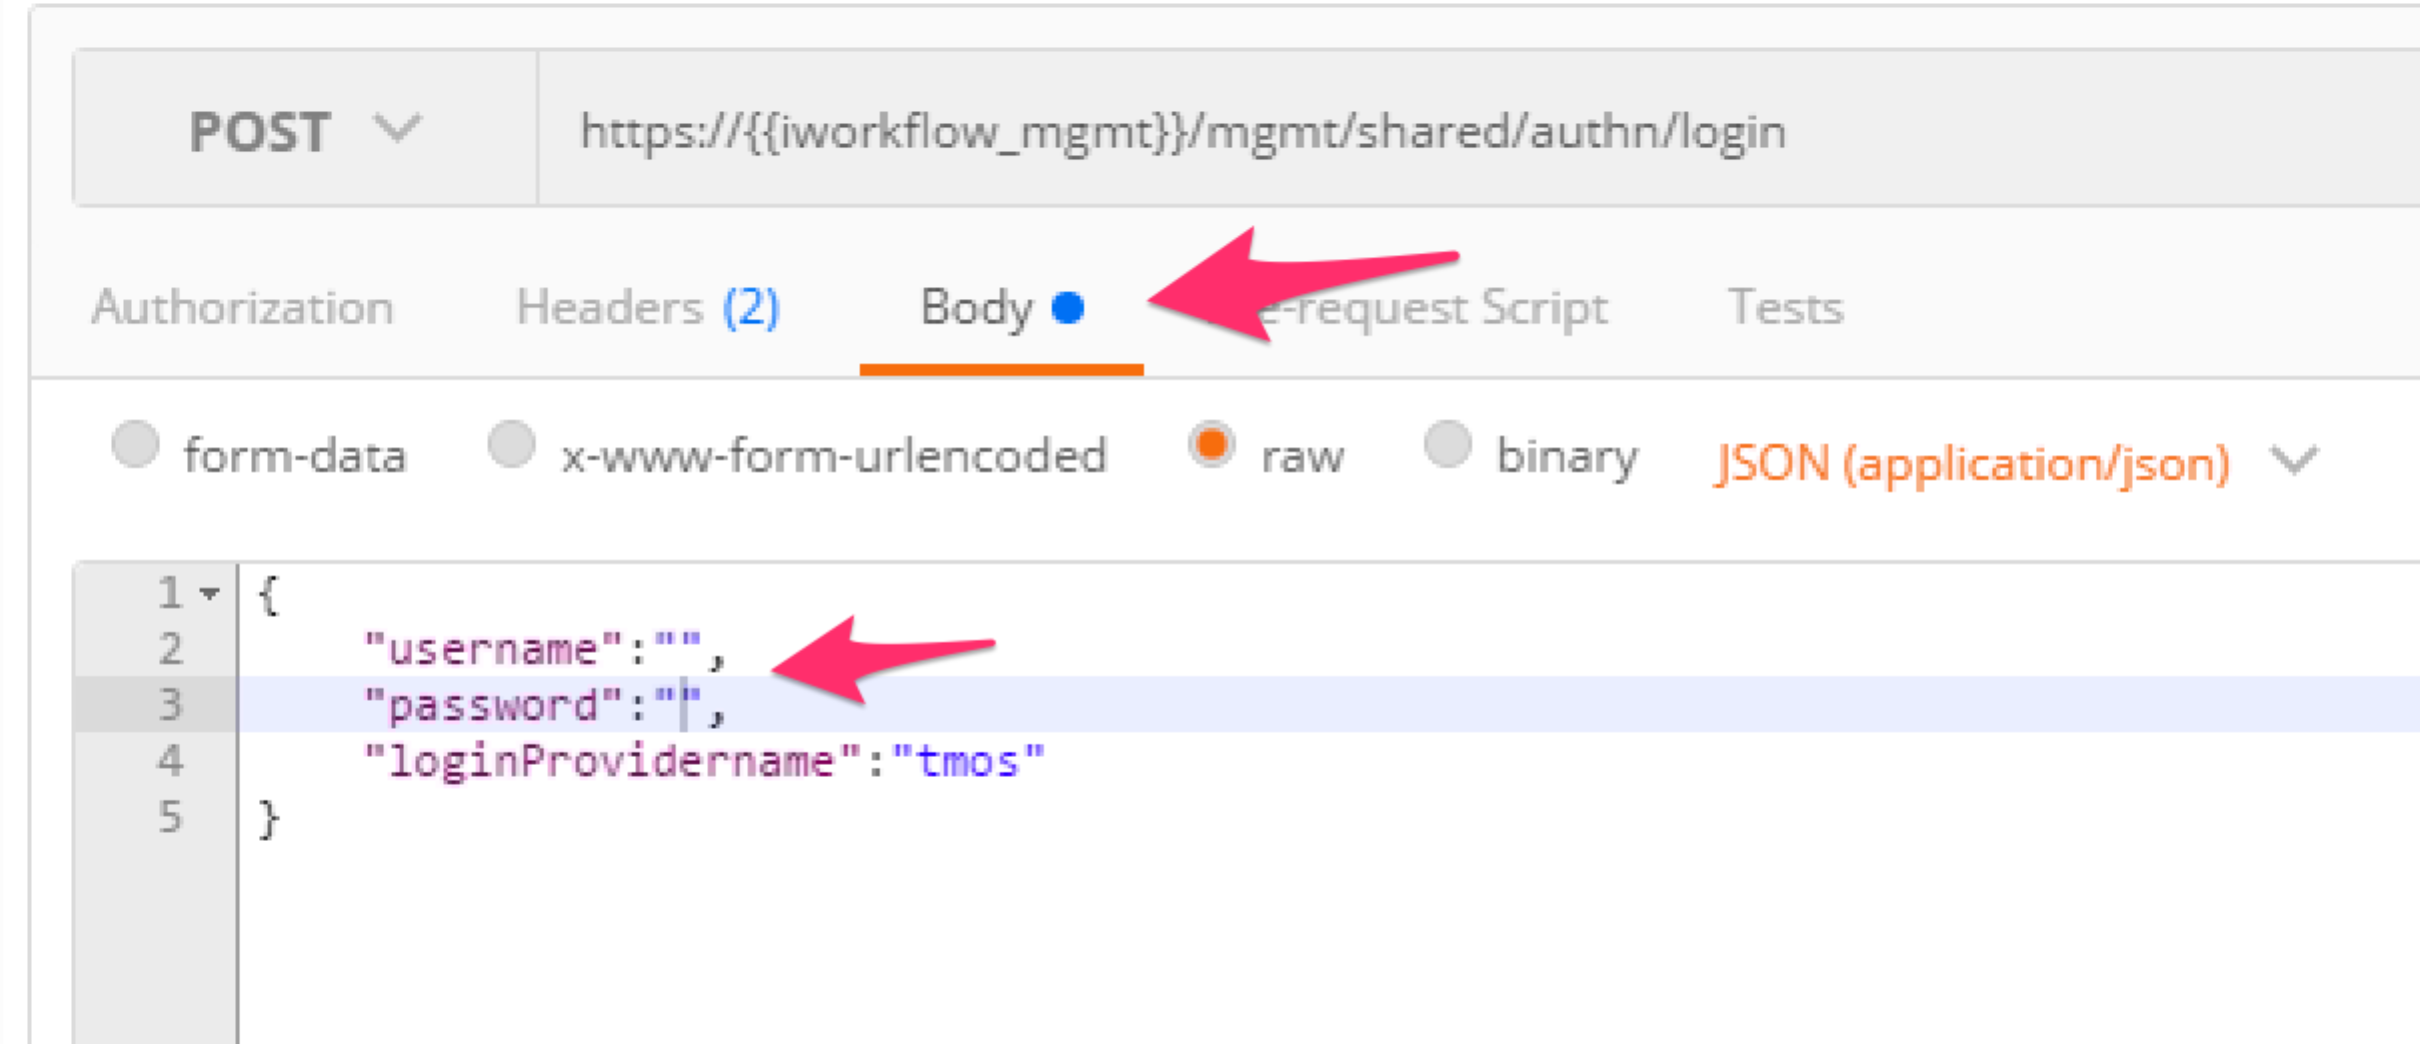 POST https://{{iworkflow_mgmt}}/mgmt/shared/authn/login
Authorization Headers (2) Body e-request Script Tests
form-data x-www-form-urlencoded raw binary JSON (application/json)
1 {
2 "username":"",
3 "password":"",
4 "loginProvidername":"tmos"
5 }